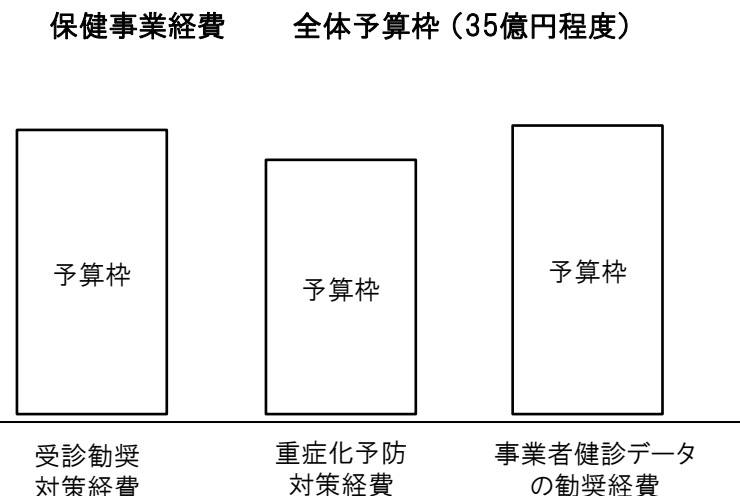 保健事業経費　　全体予算枠（35億円程度）
予算枠
予算枠
予算枠
受診勧奨
対策経費
重症化予防
対策経費
事業者健診データ
の勧奨経費